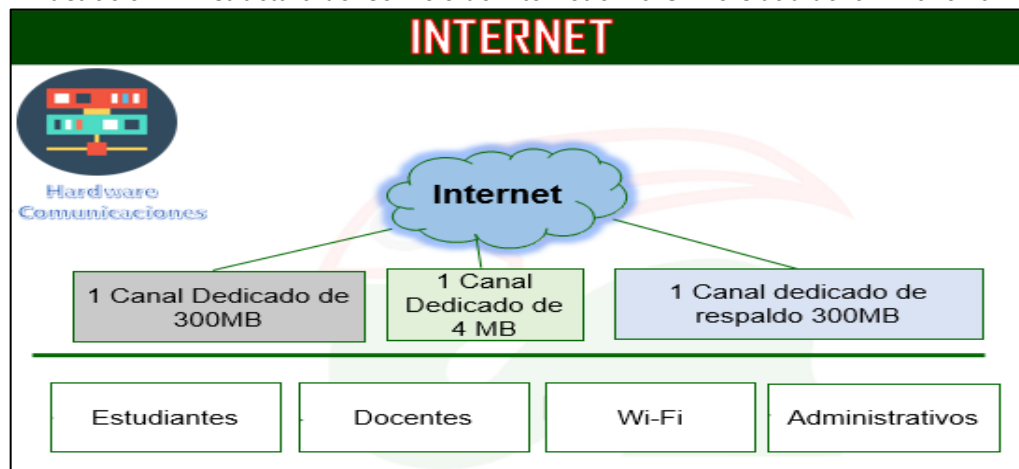 INTERNET
Hardware
Comunicaciones
Internet
1 Canal Dedicado de
300MB
1 Canal
Dedicado de
4 MB
1 Canal dedicado de
respaldo 300MB
Estudiantes
Docentes
Wi-Fi
Administrativos